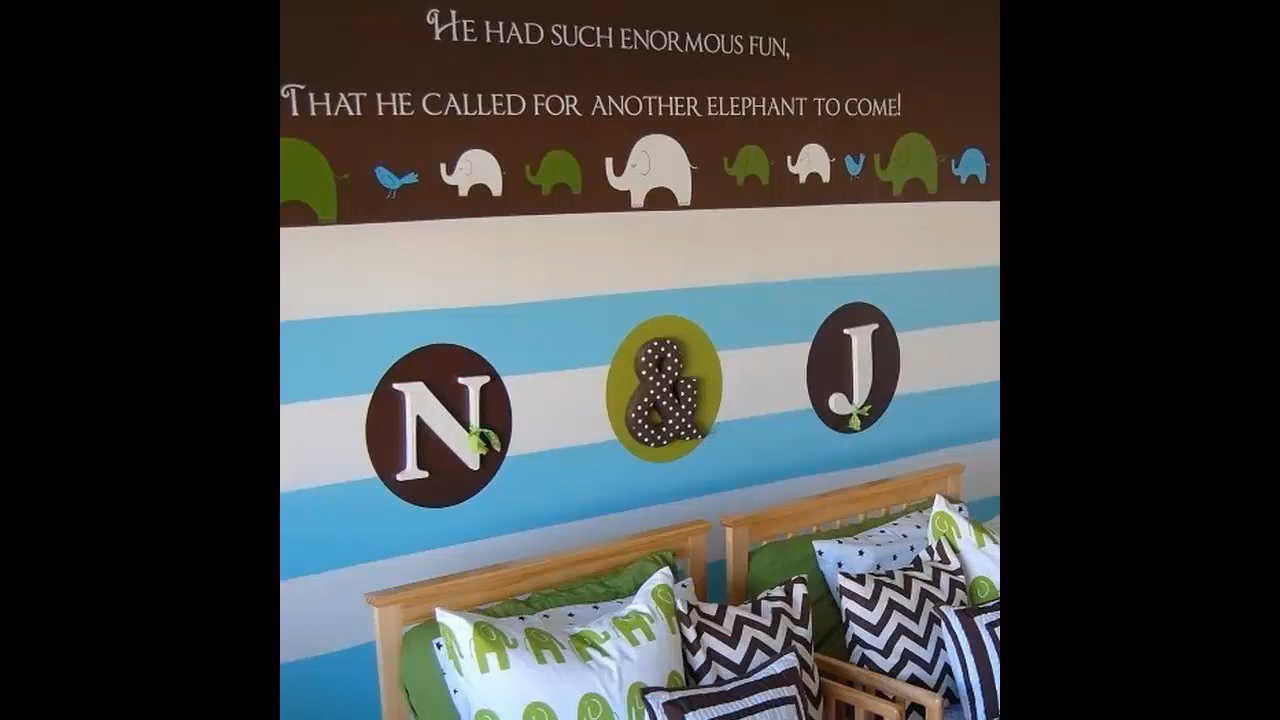 He had such enormous fun,
That he called for another elephant to come!
N & J